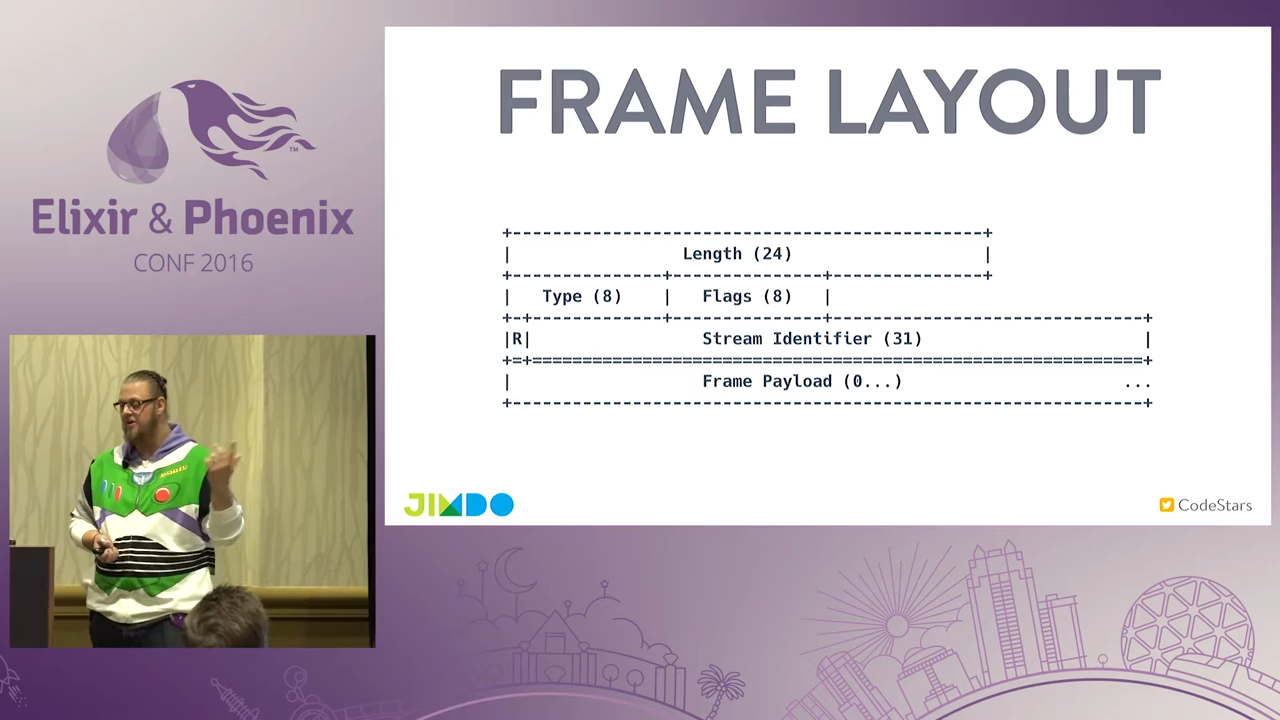 Elixir & Phoenix
TM
CONF 2016
FRAME LAYOUT
+-----------------------------------------------+
|                 Length (24)                   |
+---------------+---------------+---------------+
|   Type (8)    |   Flags (8)   |
+-+-------------+---------------+-------------------------------+
|R|                 Stream Identifier (31)                      |
+=+=============================================================+
|                   Frame Payload (0...)                      ...
+---------------------------------------------------------------+
JIMDO
CodeStars